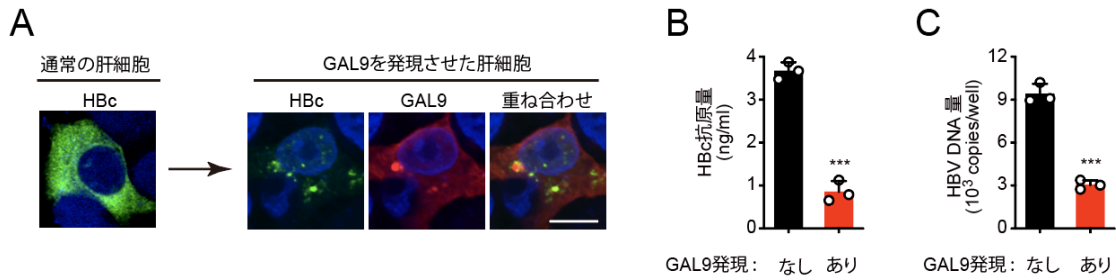 A
通常の肝細胞
HBc
GAL9を発現させた肝細胞
HBc
GAL9
重ね合わせ
B
HBc抗原量
(ng/ml)
4
3
2
1
0
***
GAL9発現: なし あり
C
HBV DNA 量
(10³ copies/well)
12
9
6
3
0
***
GAL9発現: なし あり